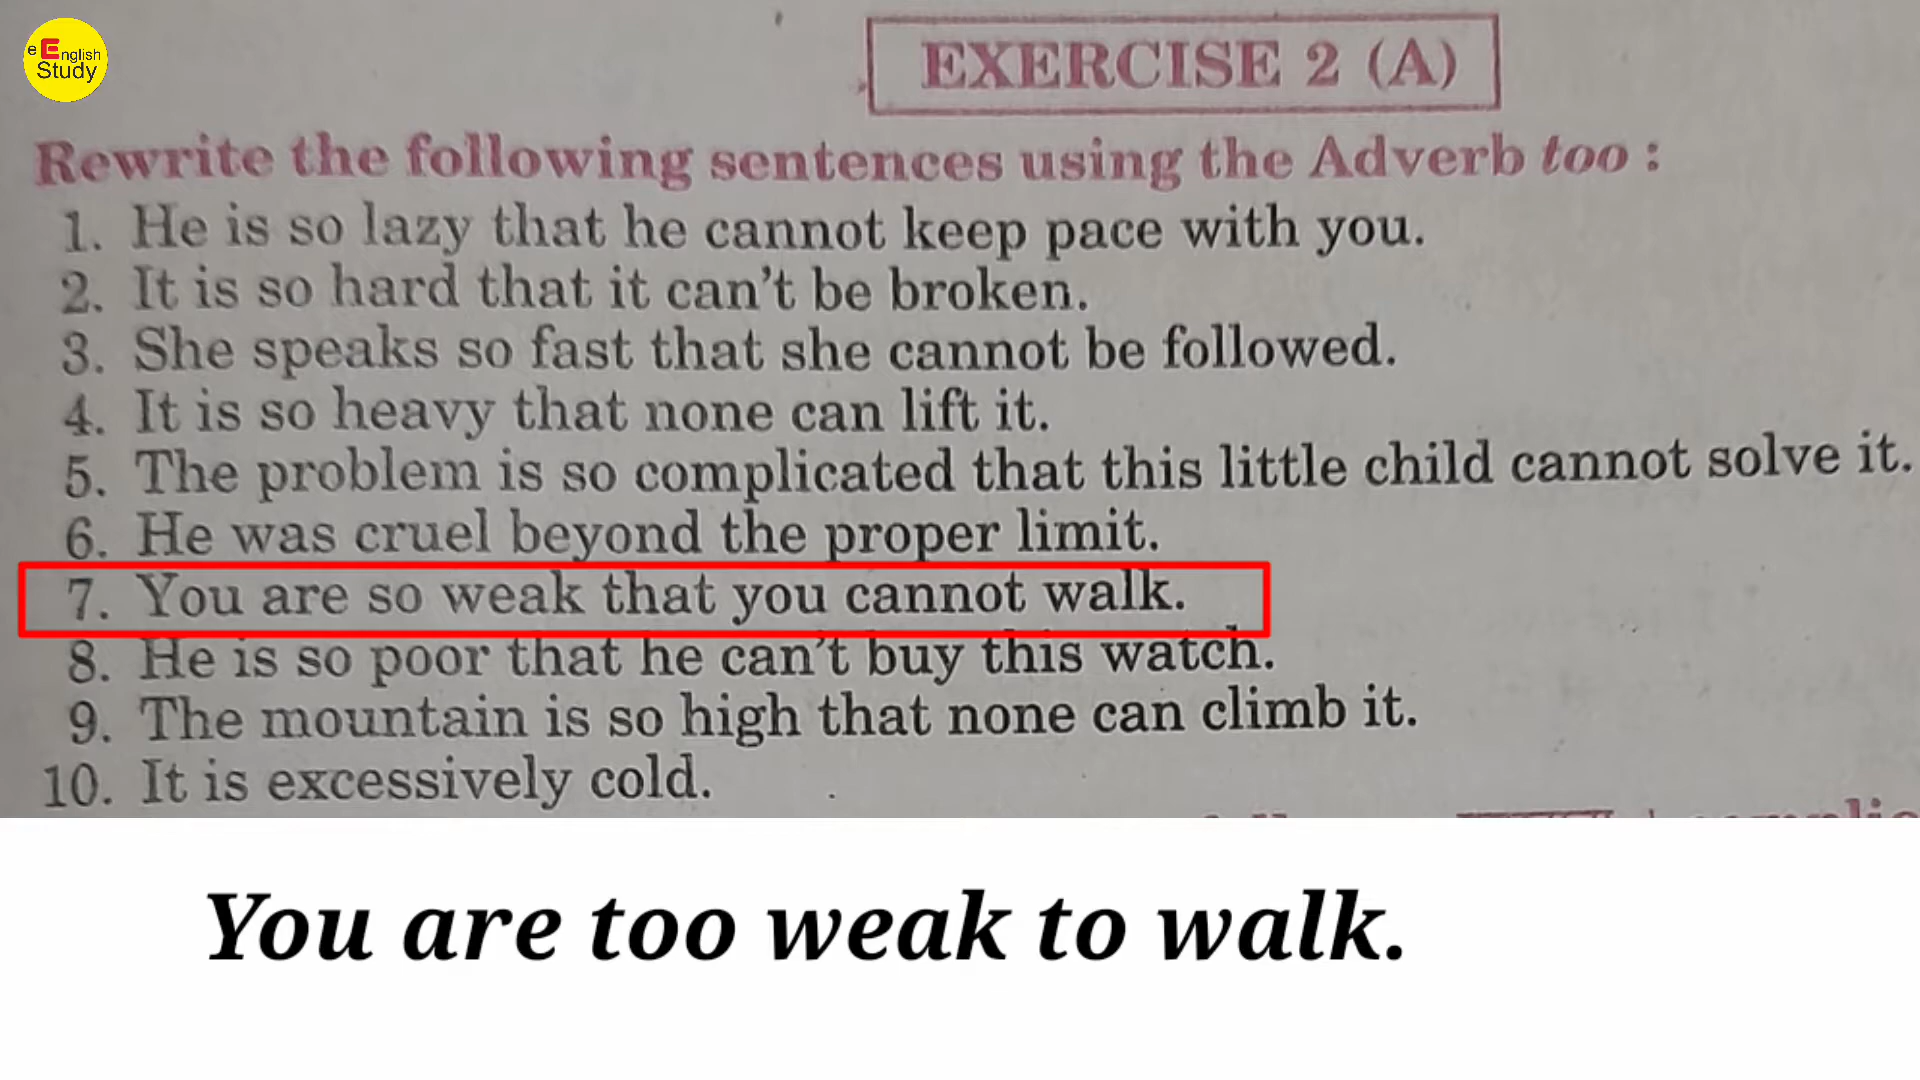 e English
Study
EXERCISE 2 (A)
Rewrite the following sentences using the Adverb too :
1. He is so lazy that he cannot keep pace with you.
2. It is so hard that it can't be broken.
3. She speaks so fast that she cannot be followed.
4. It is so heavy that none can lift it.
5. The problem is so complicated that this little child cannot solve it.
6. He was cruel beyond the proper limit.
7. You are so weak that you cannot walk.
8. He is so poor that he can't buy this watch.
9. The mountain is so high that none can climb it.
10. It is excessively cold.
You are too weak to walk.